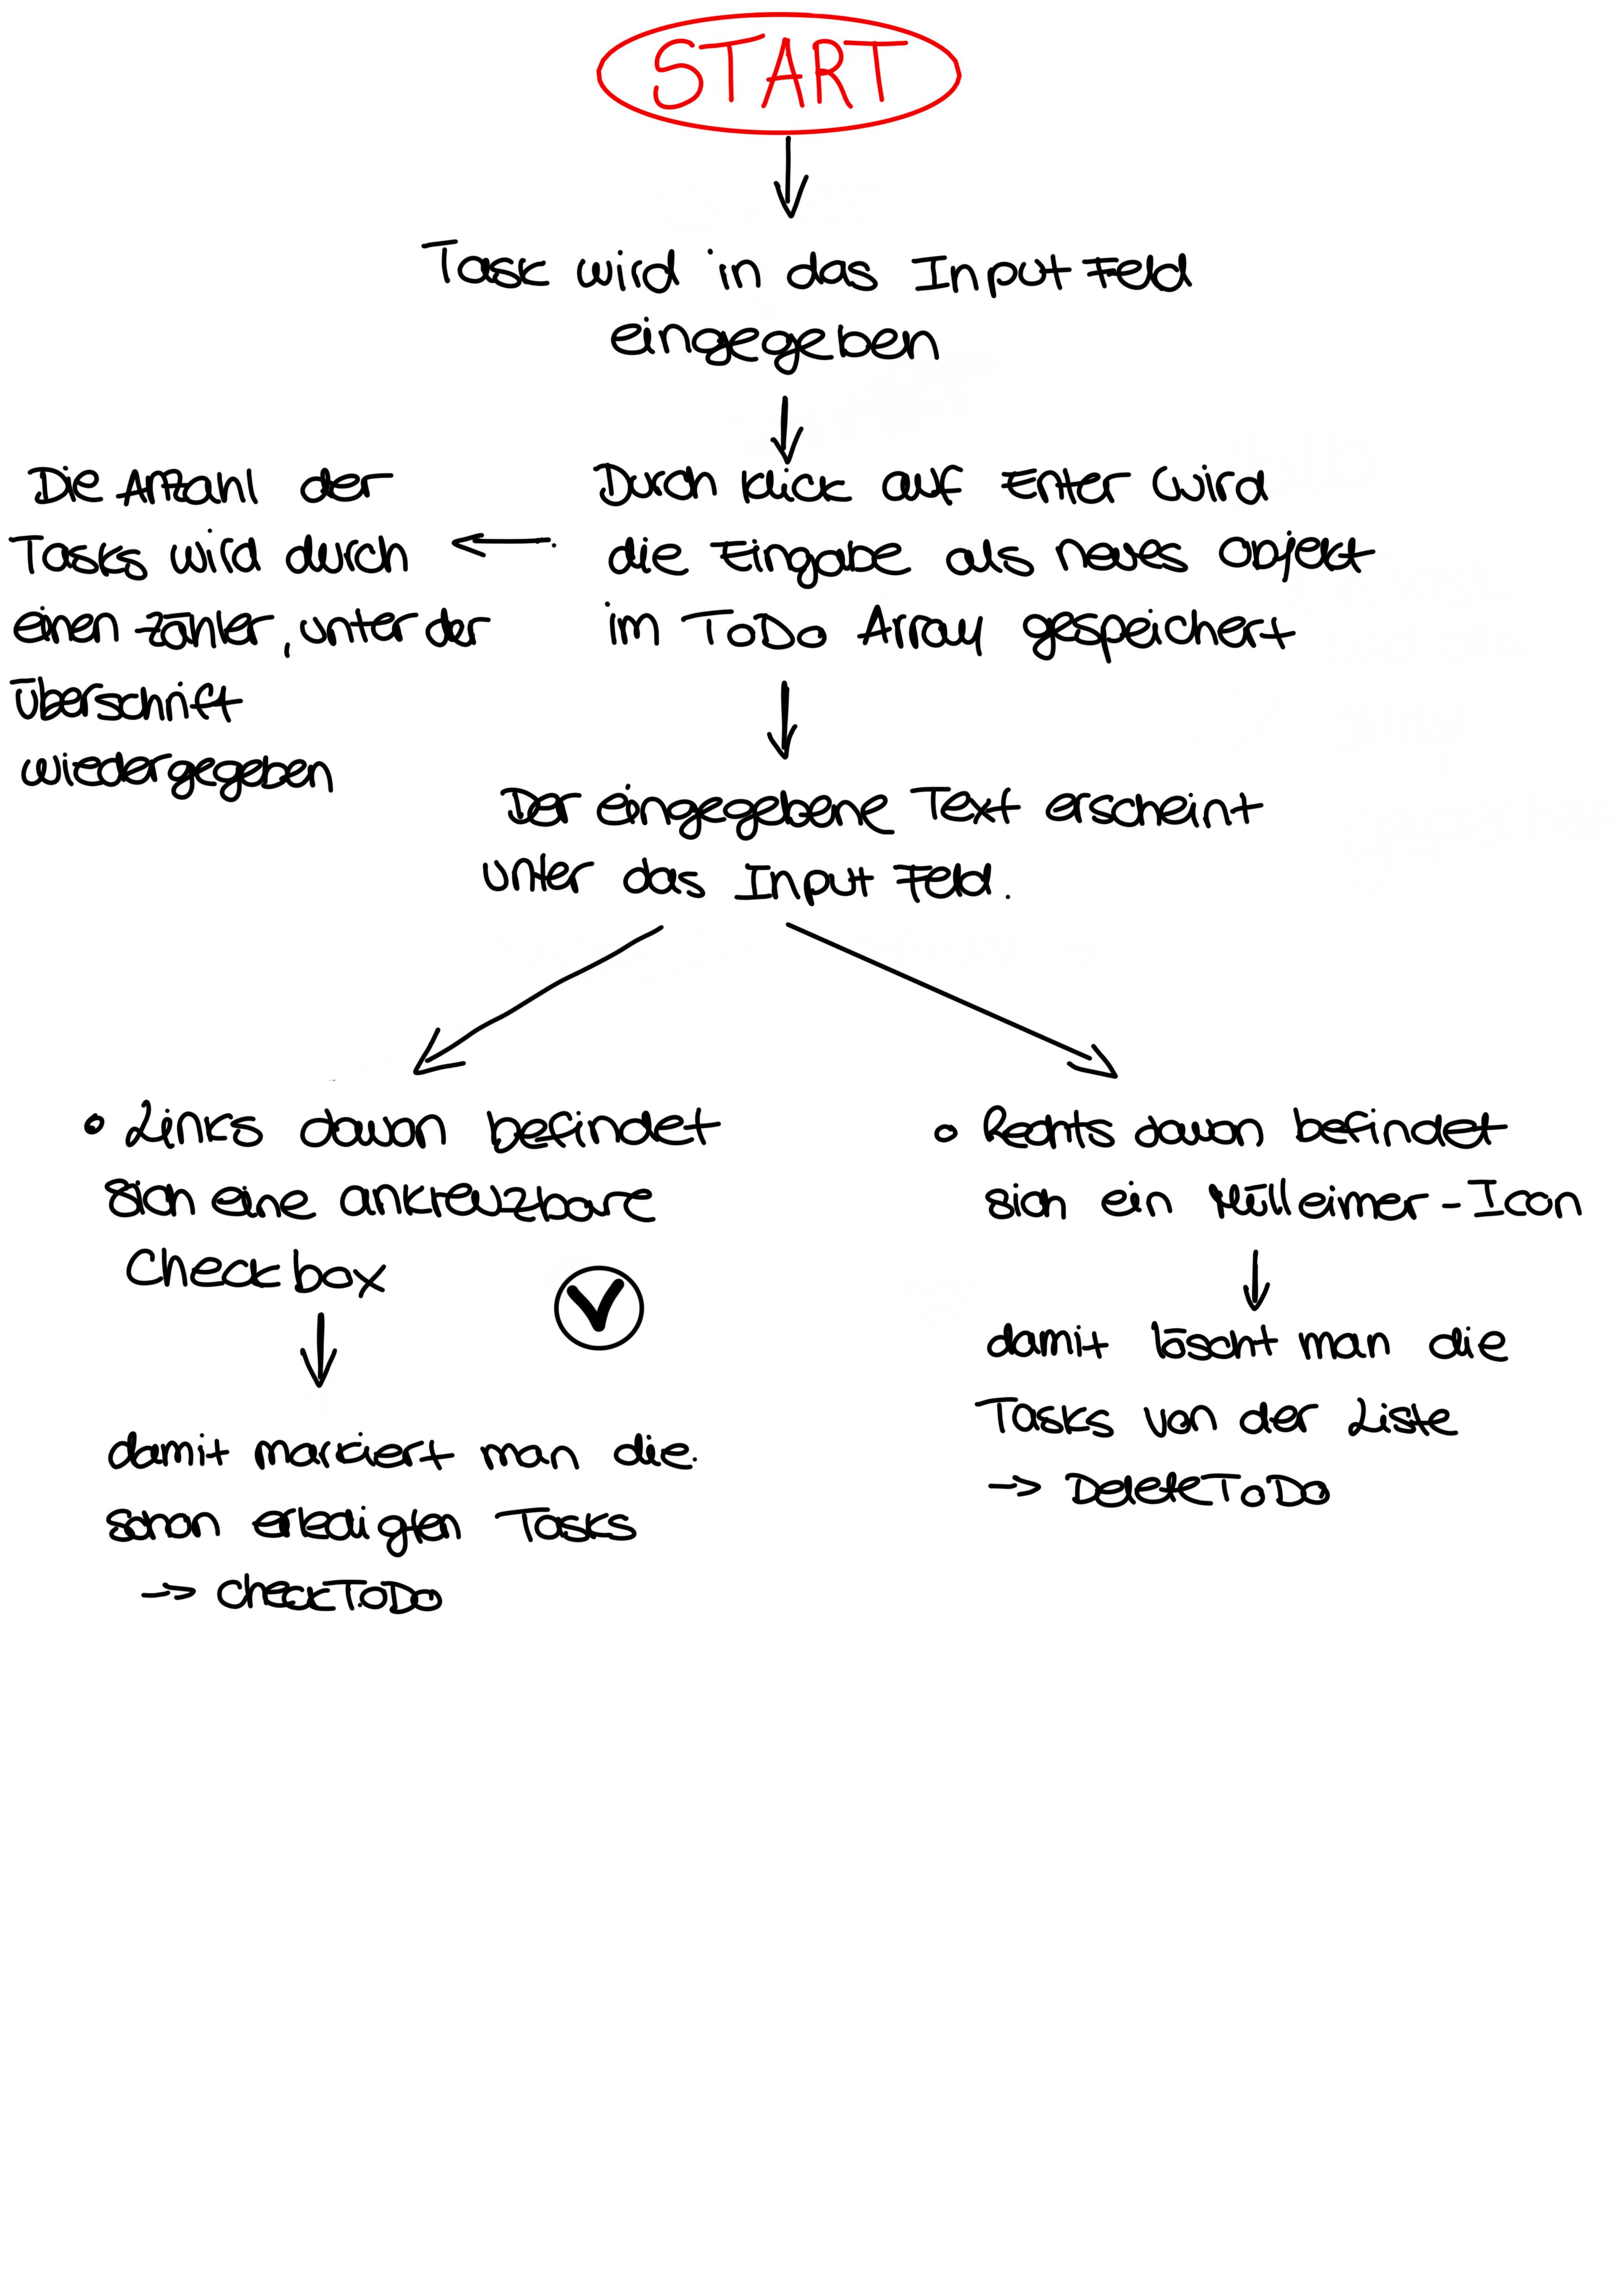 START
Task wird in das Input Feld
eingegeben
Durch klick auf Enter wird
die Eingabe als neues Objekt
im ToDo Array gespeichert
Die Anzahl der
Tasks wird durch
einen Zähler, unter der
Überschrift
wiedergegeben
Der eingegebene Text erscheint
unter das Input Feld.
• Links davon befindet
sich eine ankreuzbare
Checkbox
damit markiert man die
schon erledigten Tasks
→ CheckToDo
• Rechts davon befindet
sich ein Mülleimer-Icon
damit löscht man die
Tasks von der Liste
→ DeleteToDo